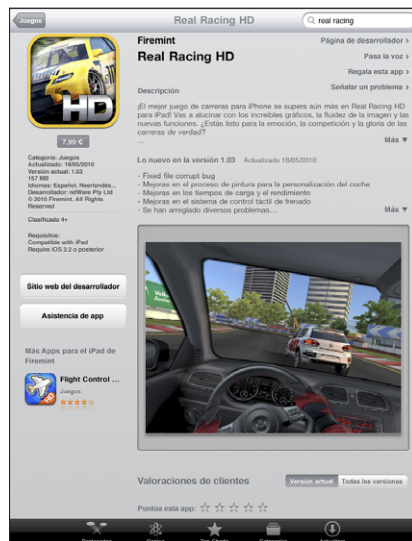 Juegos
Real Racing HD
real racing
HD
7,99 €
Categoría: Juegos
Actualizado: 18/05/2010
Versión actual: 1.03
157 MB
Idiomas: Español, Neerlandés...
Desarrollador: ndWare Pty Ltd
© 2010 Firemint. All Rights
Reserved
Clasificado 4+
Requisitos:
Compatible with iPad
Require iOS 3.2 o posterior
Sitio web del desarrollador
Asistencia de app
Más Apps para el iPad de
Firemint
Flight Control ...
Juegos
HD
Firemint
Real Racing HD
Página de desarrollador
Pasa la voz
Regala esta app
Señalar un problema
Descripción
¡El mejor juego de carreras para iPhone se supera aún más en Real Racing HD
para iPad! Vas a alucinar con los increíbles gráficos, la fluidez de la imagen y las
nuevas funciones. ¿Estás listo para la emoción, la competición y la gloria de las
carreras de verdad?
...
Más ▼
Lo nuevo en la versión 1.03 Actualizado 18/05/2010
- Fixed file corrupt bug
- Mejoras en el proceso de pintura para la personalización del coche
- Mejoras en los tiempos de carga y el rendimiento
- Mejoras en el sistema de control táctil de frenado
- Se han arreglado diversos problemas...
Más ▼
Valoraciones de clientes
Versión actual
Todas las versiones
Puntúa esta app: